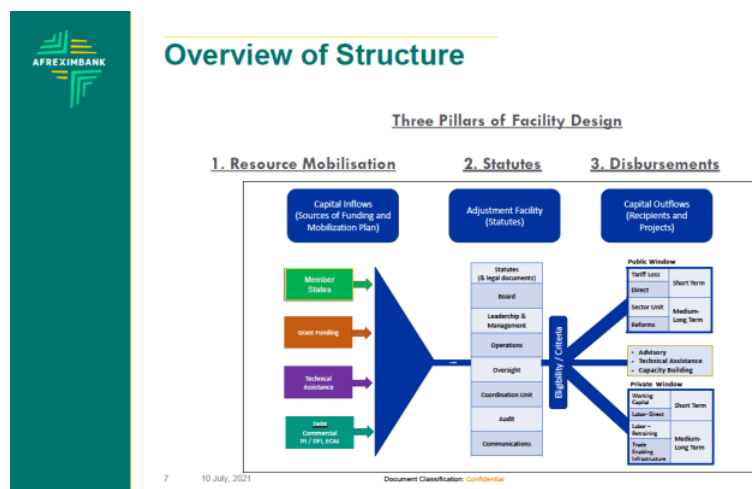 AFREXIMBANK
Overview of Structure
Three Pillars of Facility Design
1. Resource Mobilisation
2. Statutes
3. Disbursements
Capital Inflows
(Sources of Funding and
Mobilization Plan)
Adjustment Facility
(Statutes)
Capital Outflows
(Recipients and
Projects)
Member
States
Grant Funding
Technical
Assistance
Debt
Commercial
IFI / DFI, ECAs
Statutes
(& legal documents)
Board
Leadership &
Management
Operations
Oversight
Coordination Unit
Audit
Communications
Eligibility / Criteria
Public Window
Tariff Loss
Direct
Short Term
Sector Unit
Reforms
Medium-
Long Term
• Advisory
• Technical Assistance
• Capacity Building
Private Window
Working
Capital
Labor-Direct
Short Term
Labor –
Retraining
Trade
Enabling
Infrastructure
Medium-
Long Term
7
10 July, 2021
Document Classification: Confidential